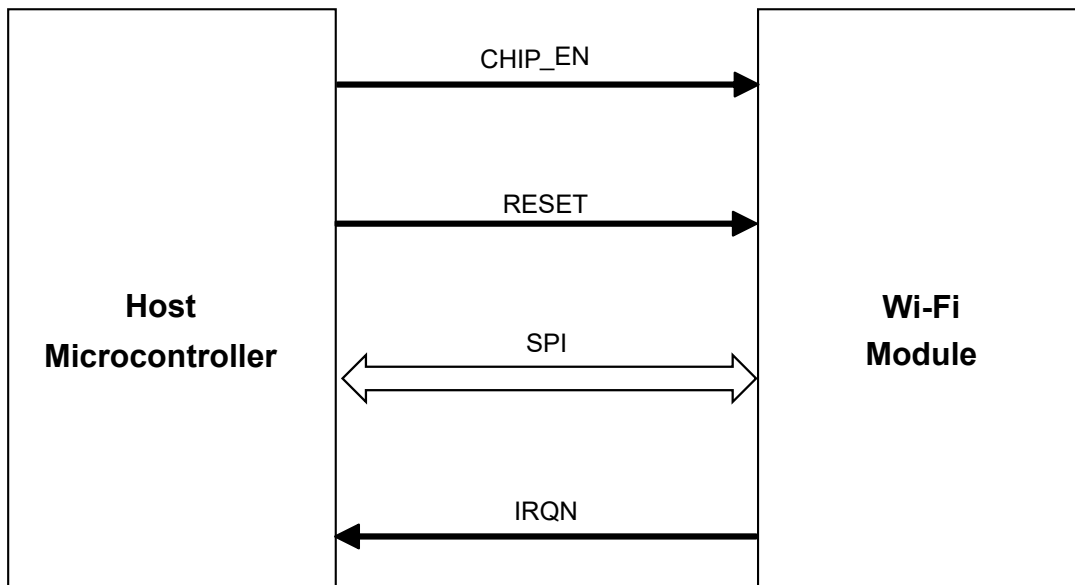 CHIP_EN
RESET
Host
Microcontroller
Wi-Fi
Module
SPI
IRQN